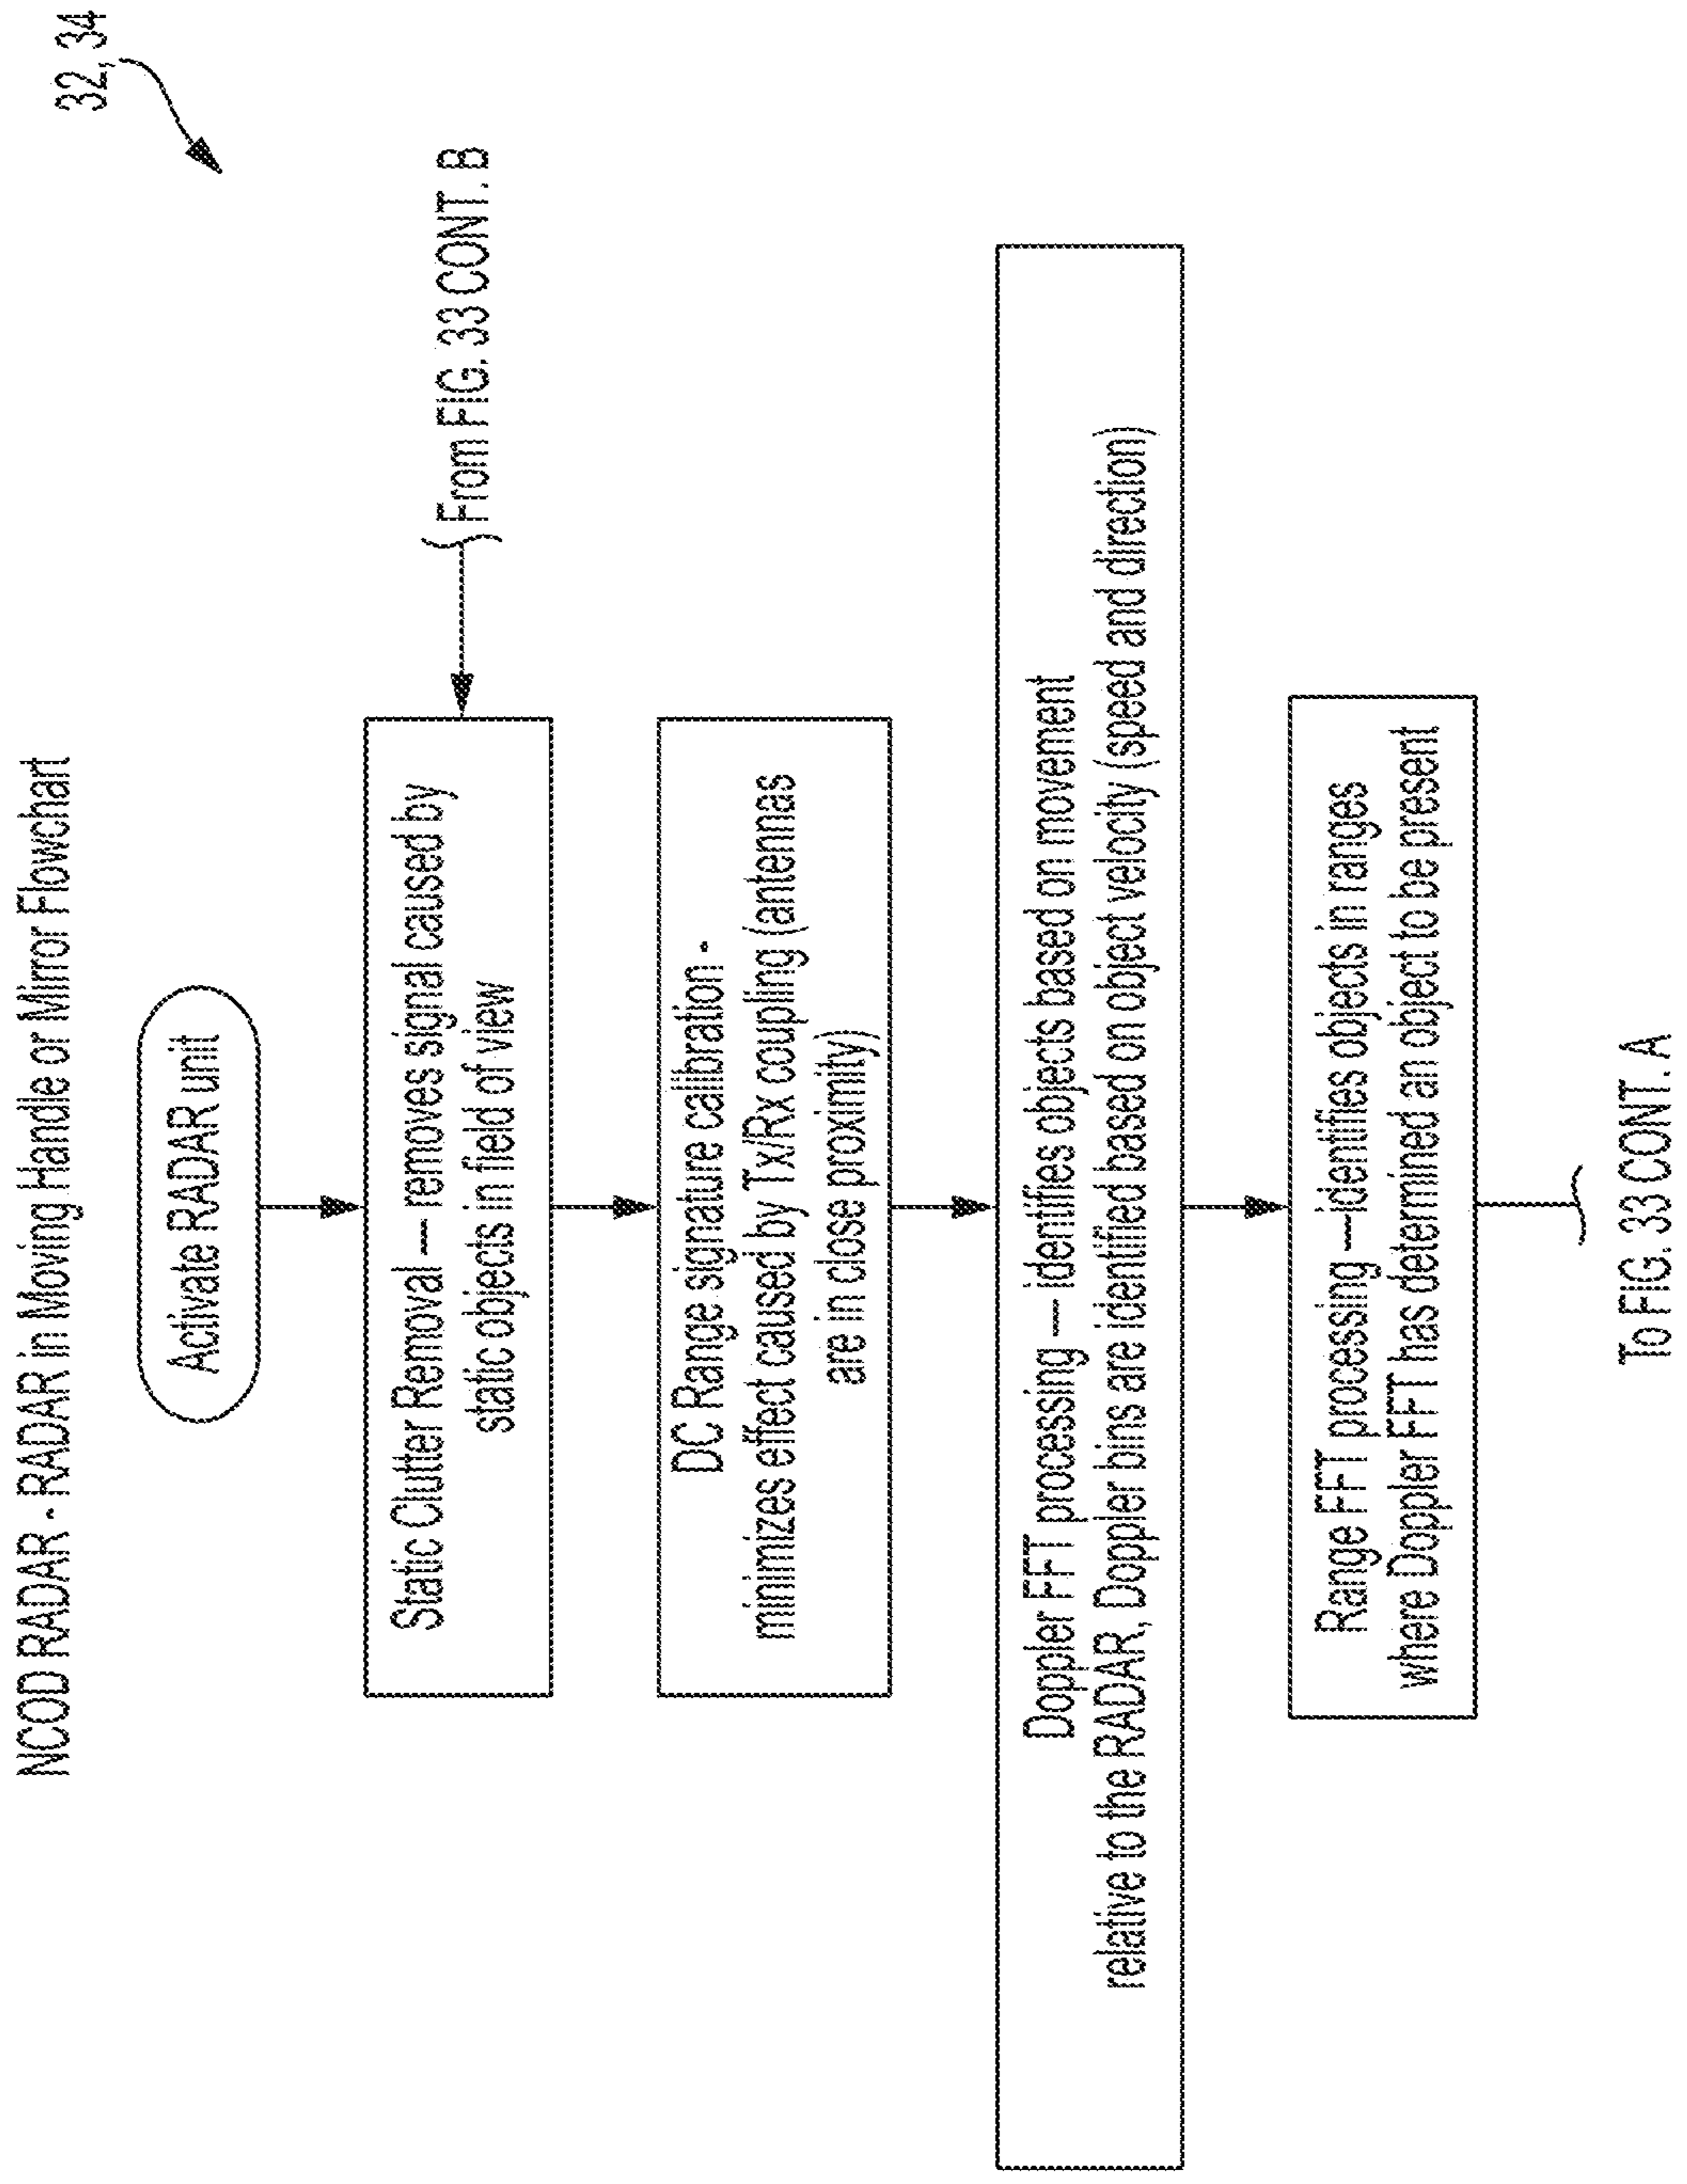 NCOD RADAR - RADAR in Moving Handle or Mirror Flowchart
32, 34
Activate RADAR unit
From FIG. 33 CONT. B
Static Clutter Removal — removes signal caused by
static objects in field of view
DC Range signature calibration -
minimizes effect caused by Tx/Rx coupling (antennas
are in close proximity)
Doppler FFT processing — identifies objects based on movement
relative to the RADAR, Doppler bins are identified based on object velocity (speed and direction)
Range FFT processing —identifies objects in ranges
where Doppler FFT has determined an object to be present
To FIG. 33 CONT. A